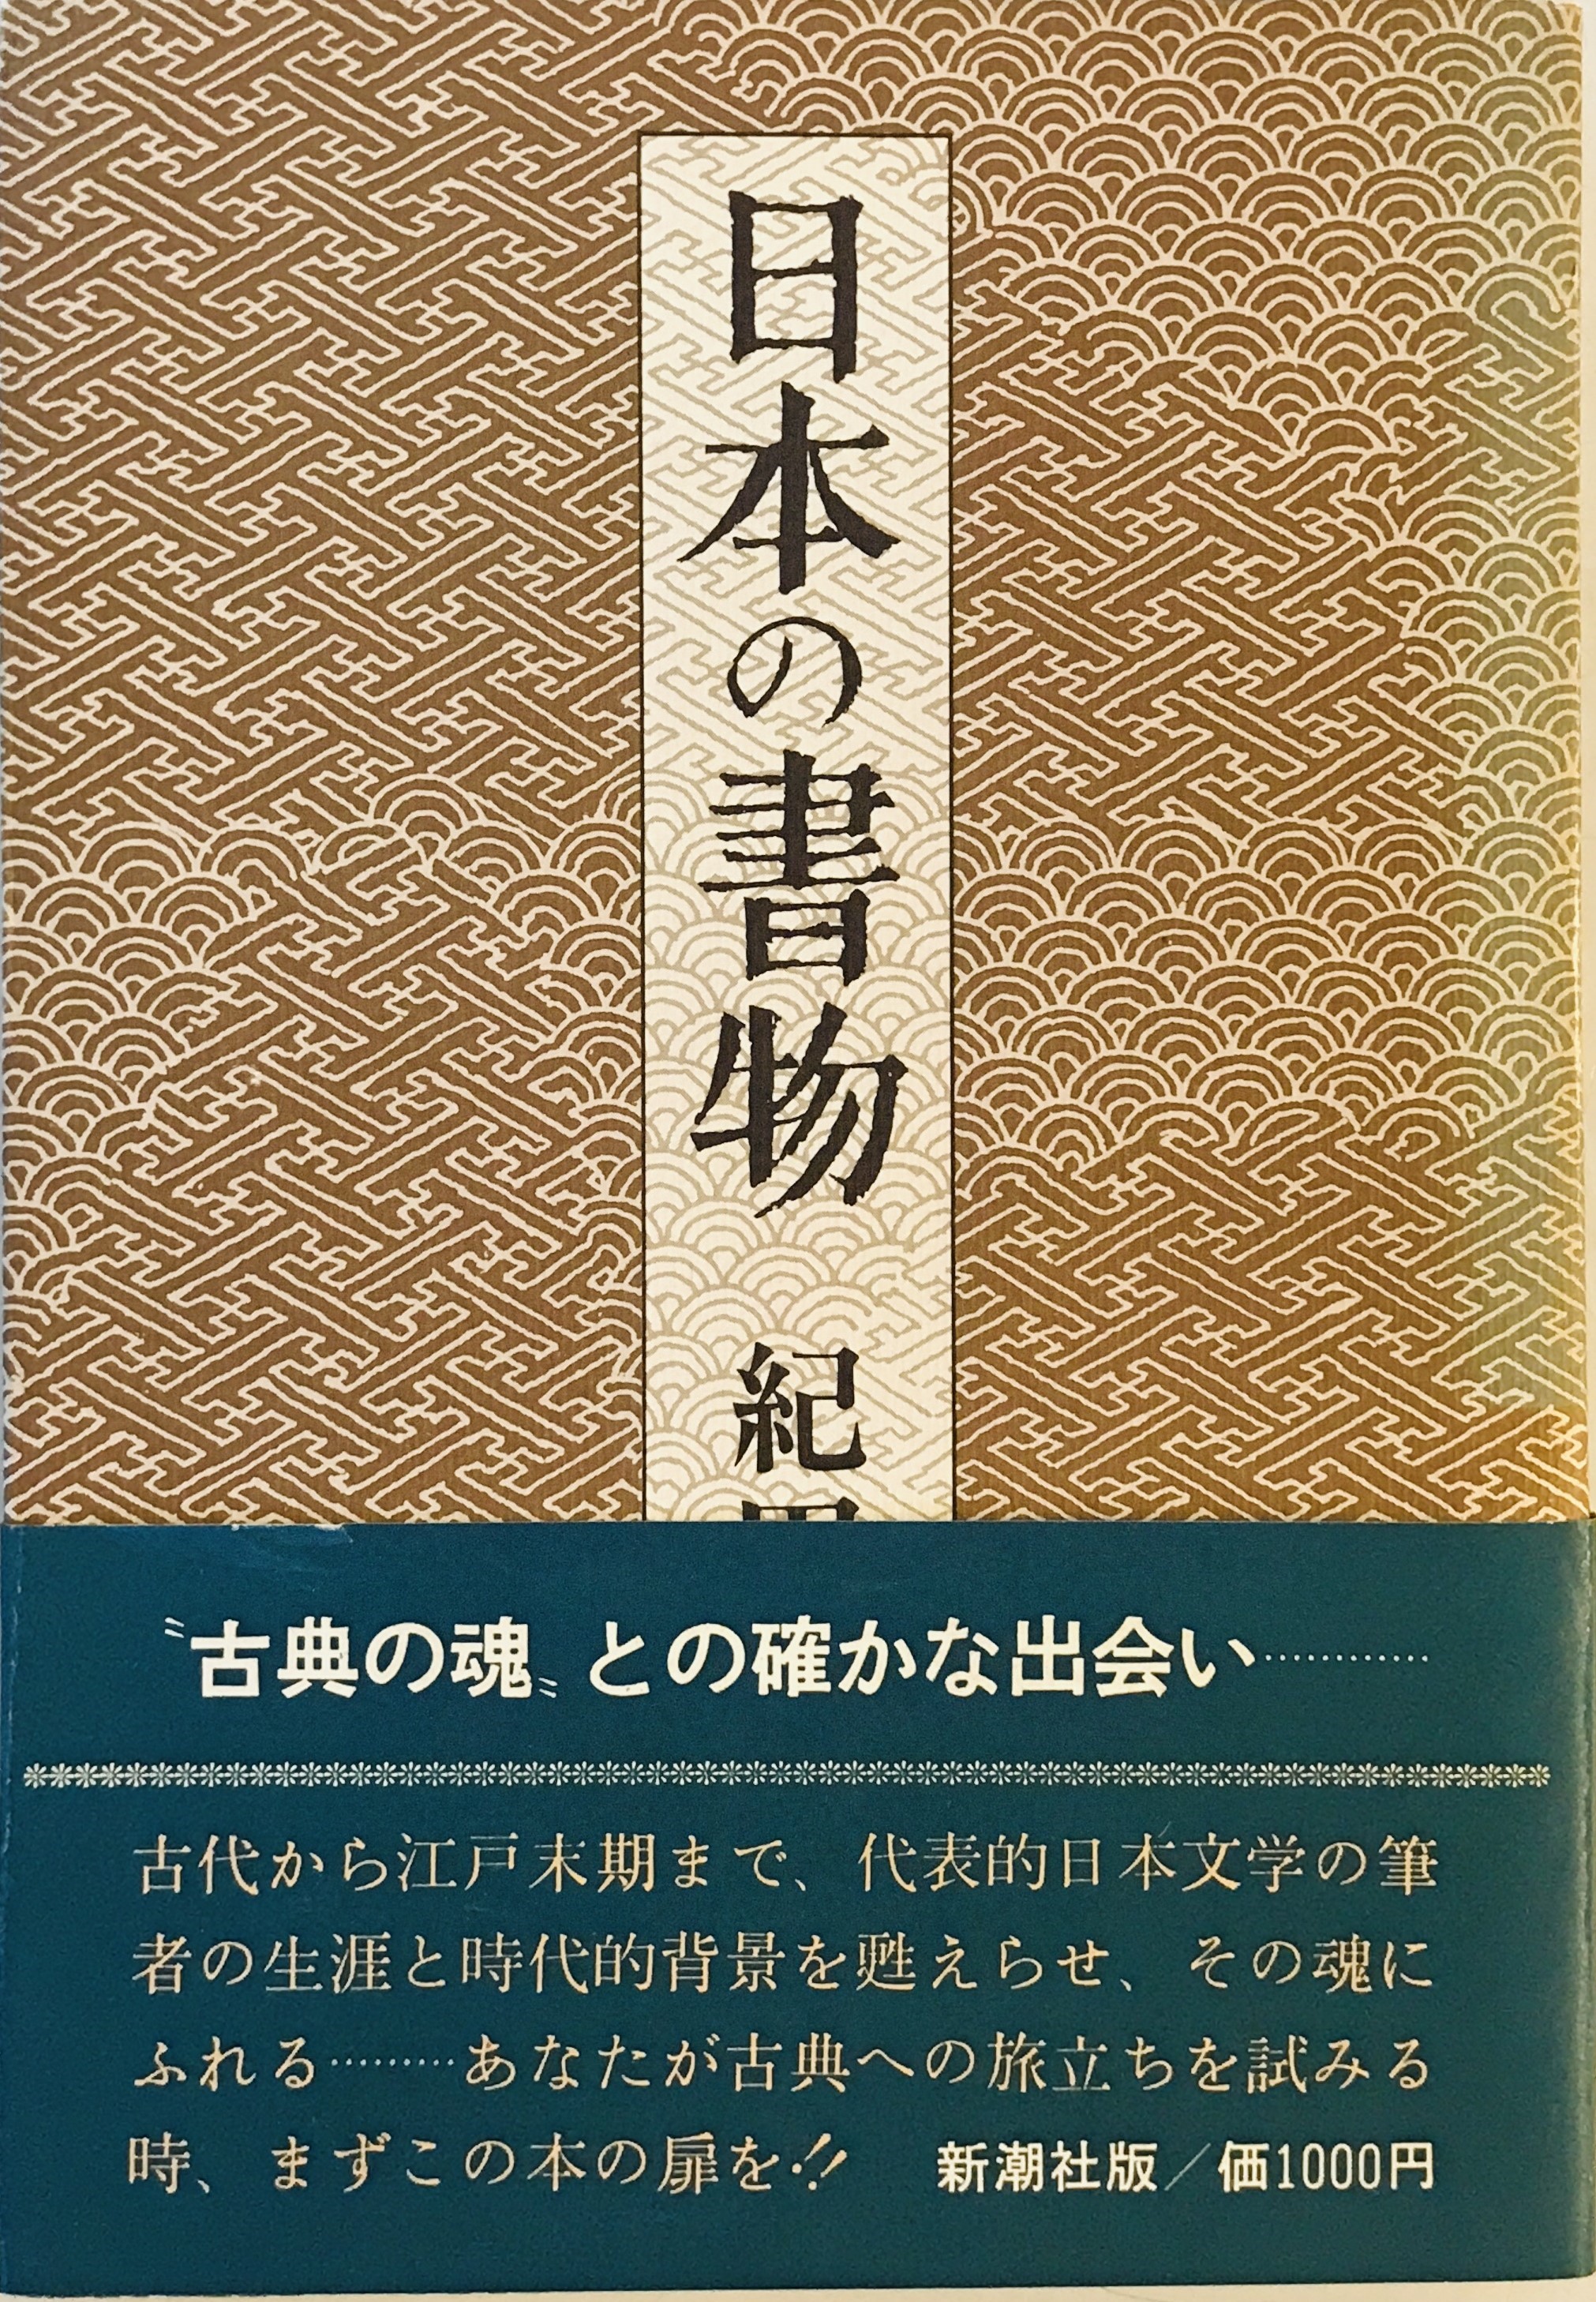 日本の書物
紀
〝古典の魂〟との確かな出会い…………
古代から江戸末期まで、代表的日本文学の筆
者の生涯と時代的背景を甦えらせ、その魂に
ふれる………あなたが古典への旅立ちを試みる
時、まずこの本の扉を!!
新潮社版／価1000円